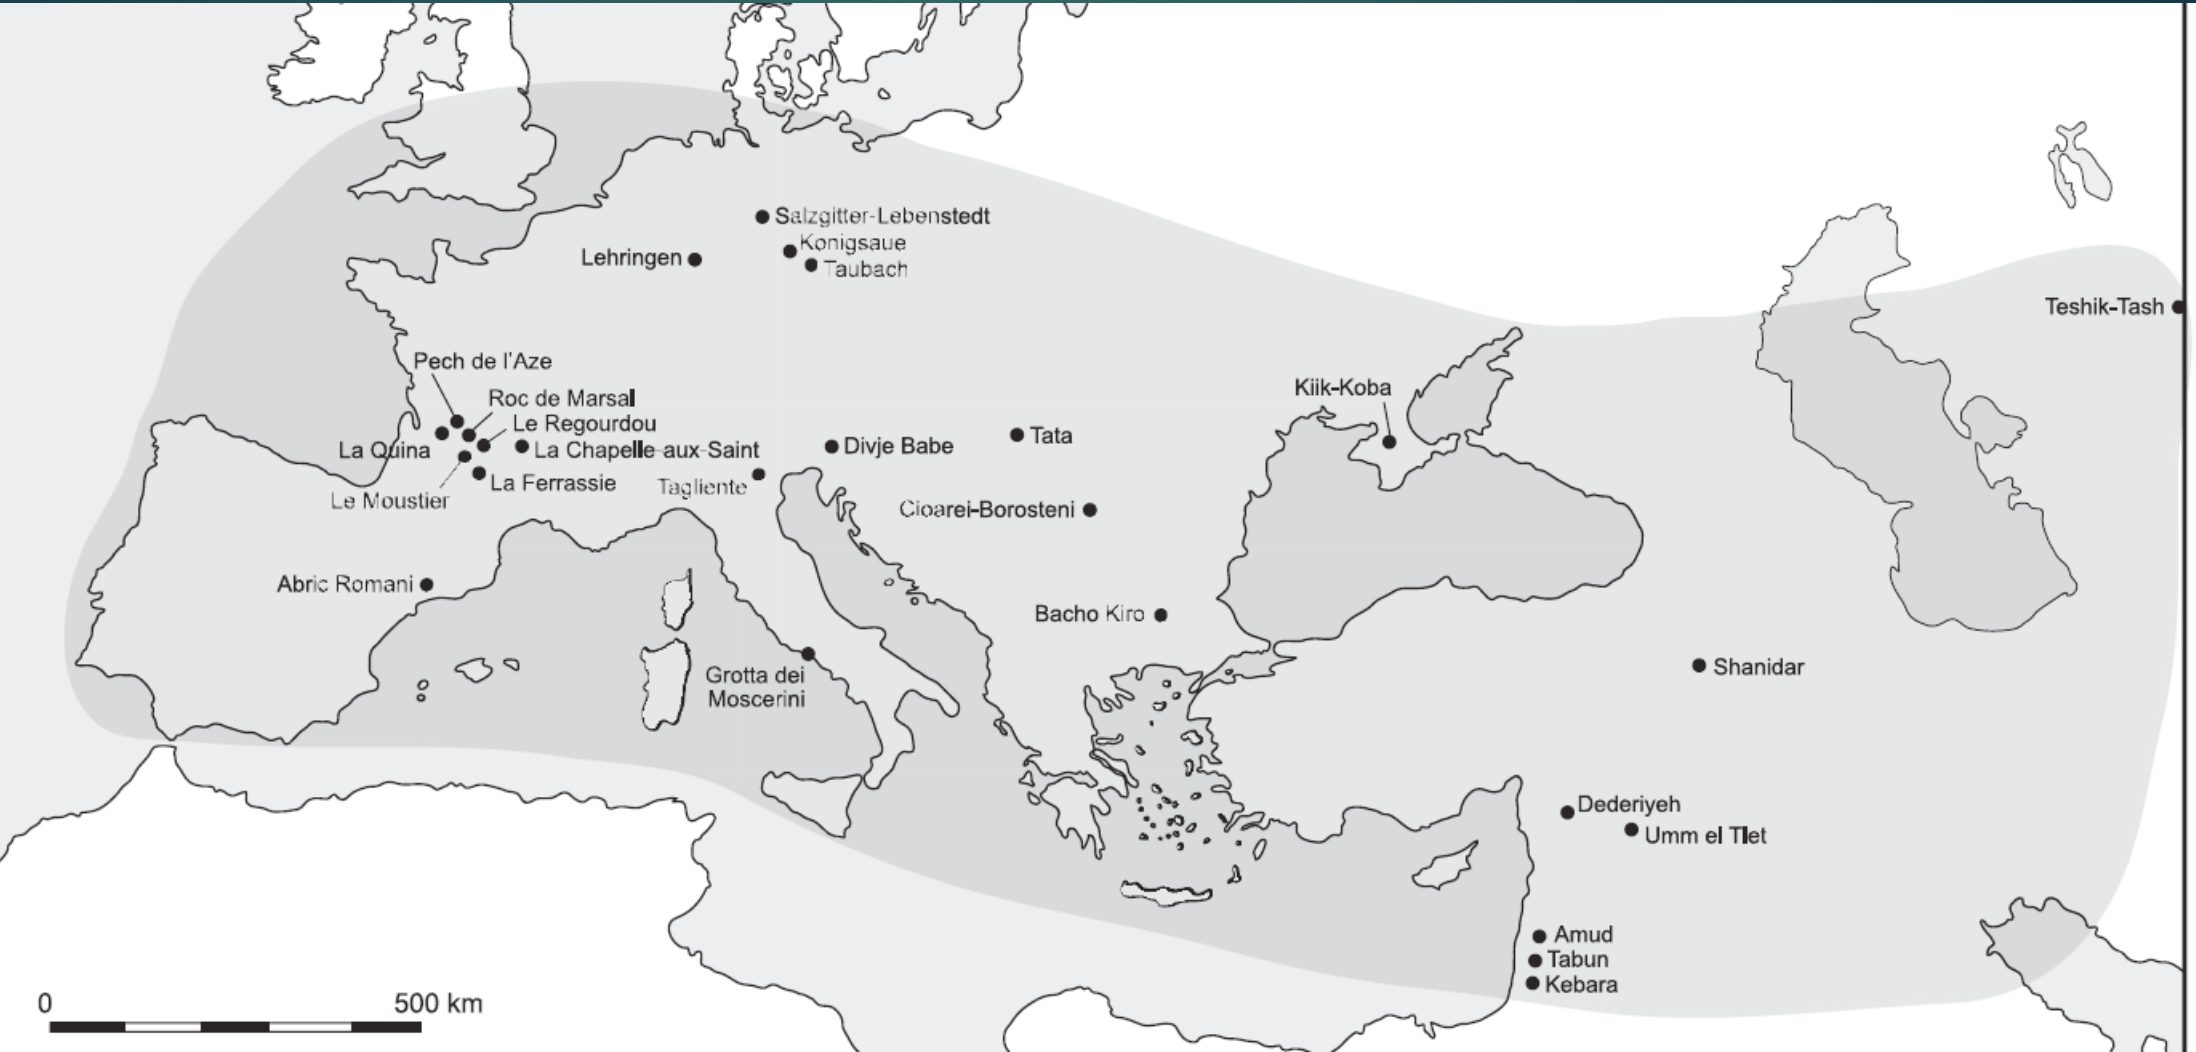 Salzgitter-Lebenstedt
Konigsaue
Lehringen
Taubach
Teshik-Tash
Pech de l'Aze
Kiik-Koba
Roc de Marsal
Le Regourdou
La Quina
La Chapelle-aux-Saint
Divje Babe
Tata
La Ferrassie
Tagliente
Le Moustier
Cioarei-Borosteni
Abric Romani
Bacho Kiro
Shanidar
Grotta dei
Moscerini
Dederiyeh
Umm el Tlet
Amud
Tabun
Kebara
0 500 km